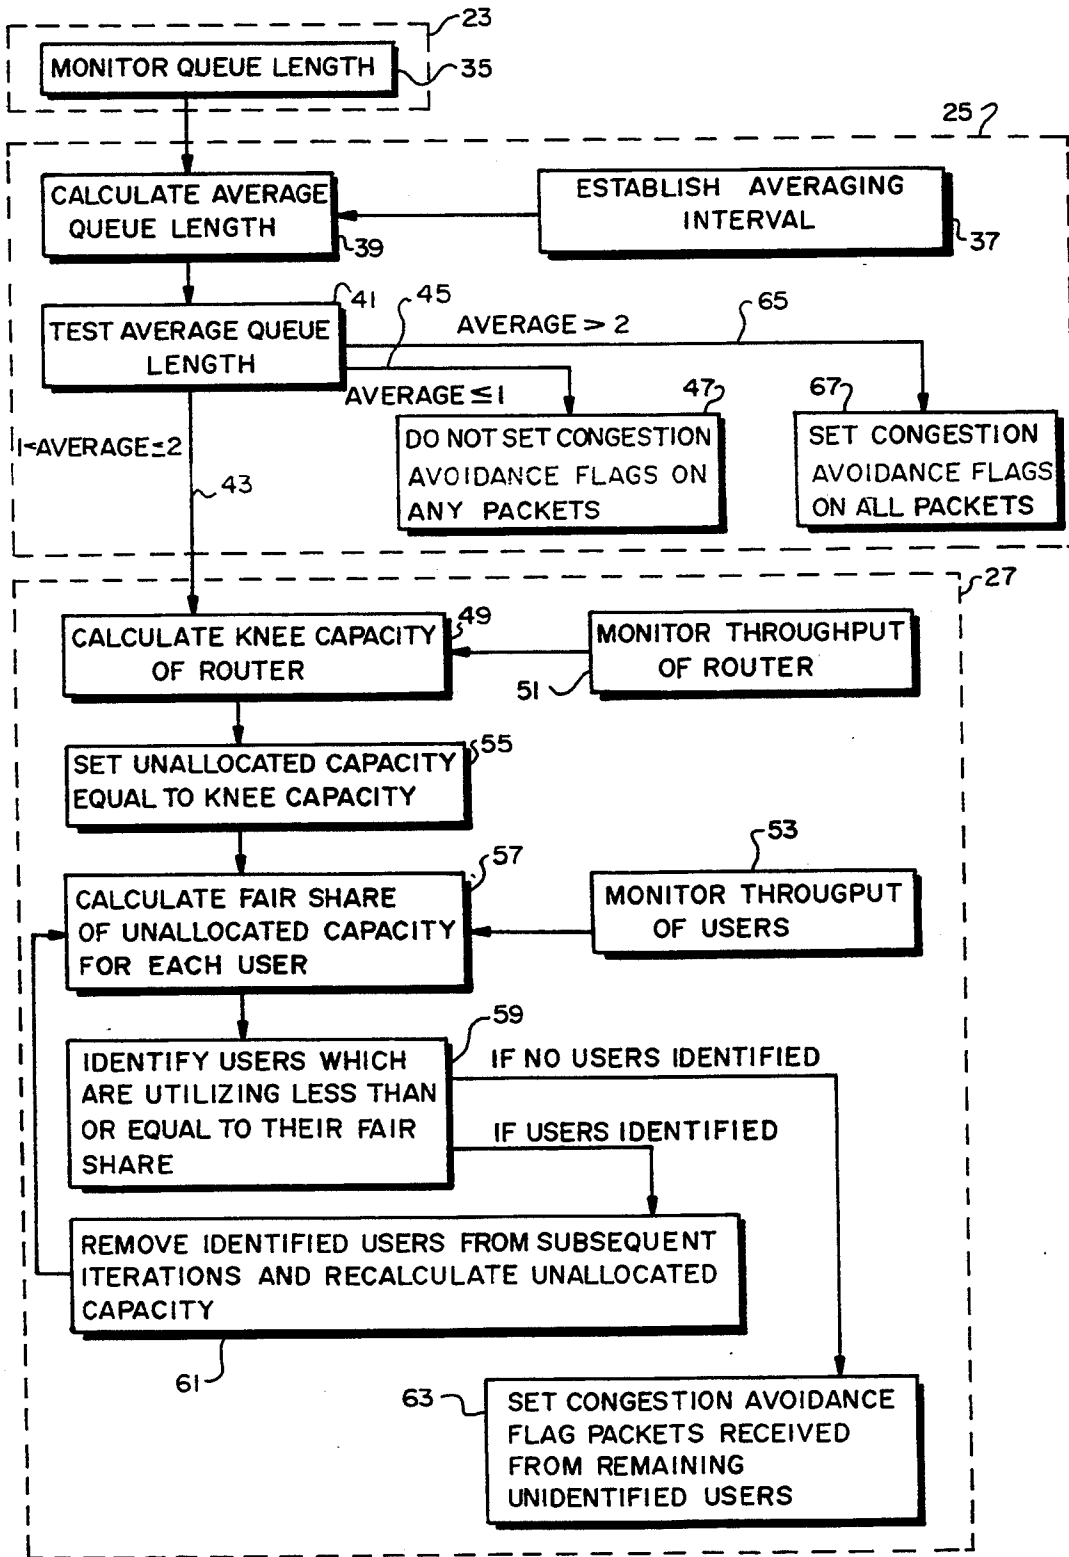 23
MONITOR QUEUE LENGTH
35
25
CALCULATE AVERAGE
QUEUE LENGTH
39
ESTABLISH AVERAGING
INTERVAL
37
41
TEST AVERAGE QUEUE
LENGTH
45
AVERAGE > 2
65
AVERAGE ≤ 1
47
DO NOT SET CONGESTION
AVOIDANCE FLAGS ON
ANY PACKETS
67
SET CONGESTION
AVOIDANCE FLAGS
ON ALL PACKETS
1<AVERAGE≤2
43
27
CALCULATE KNEE CAPACITY
OF ROUTER
49
MONITOR THROUGHPUT
OF ROUTER
51
SET UNALLOCATED CAPACITY
EQUAL TO KNEE CAPACITY
55
CALCULATE FAIR SHARE
OF UNALLOCATED CAPACITY
FOR EACH USER
57
53
MONITOR THROUGPUT
OF USERS
59
IDENTIFY USERS WHICH
ARE UTILIZING LESS THAN
OR EQUAL TO THEIR FAIR
SHARE
IF NO USERS IDENTIFIED
IF USERS IDENTIFIED
REMOVE IDENTIFIED USERS FROM SUBSEQUENT
ITERATIONS AND RECALCULATE UNALLOCATED
CAPACITY
61
63
SET CONGESTION AVOIDANCE
FLAG PACKETS RECEIVED
FROM REMAINING
UNIDENTIFIED USERS